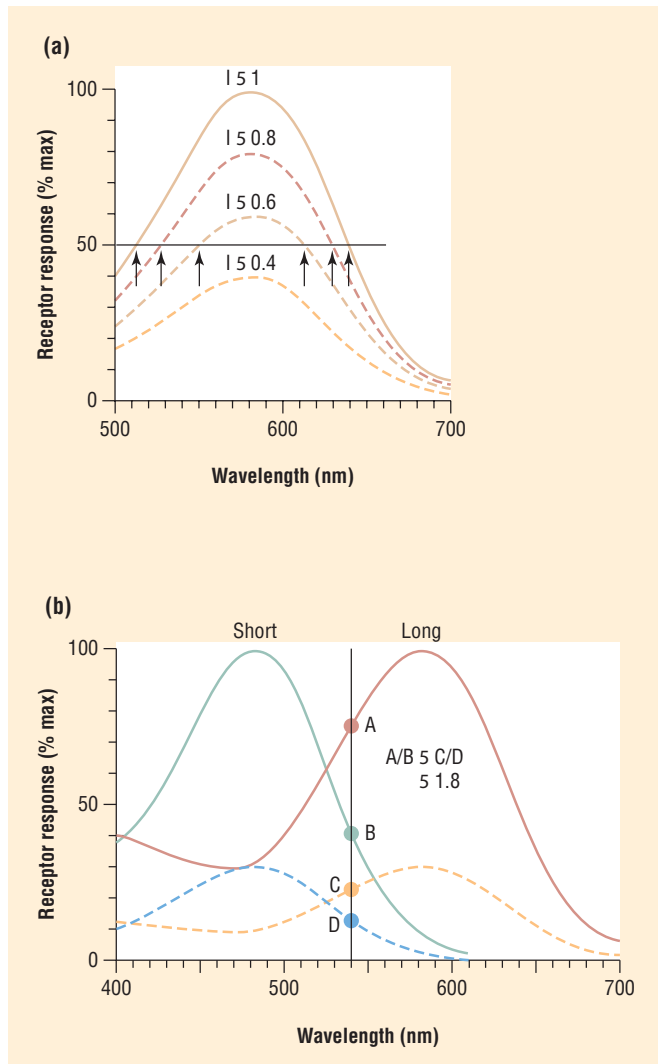 (a)
I 5 1
100
I 5 0.8
I 5 0.6
50
I 5 0.4
0
Receptor response (% max)
500 600 700
Wavelength (nm)
(b)
Short Long
100
A
A/B 5 C/D
5 1.8
50
B
C
D
0
Receptor response (% max)
400 500 600 700
Wavelength (nm)